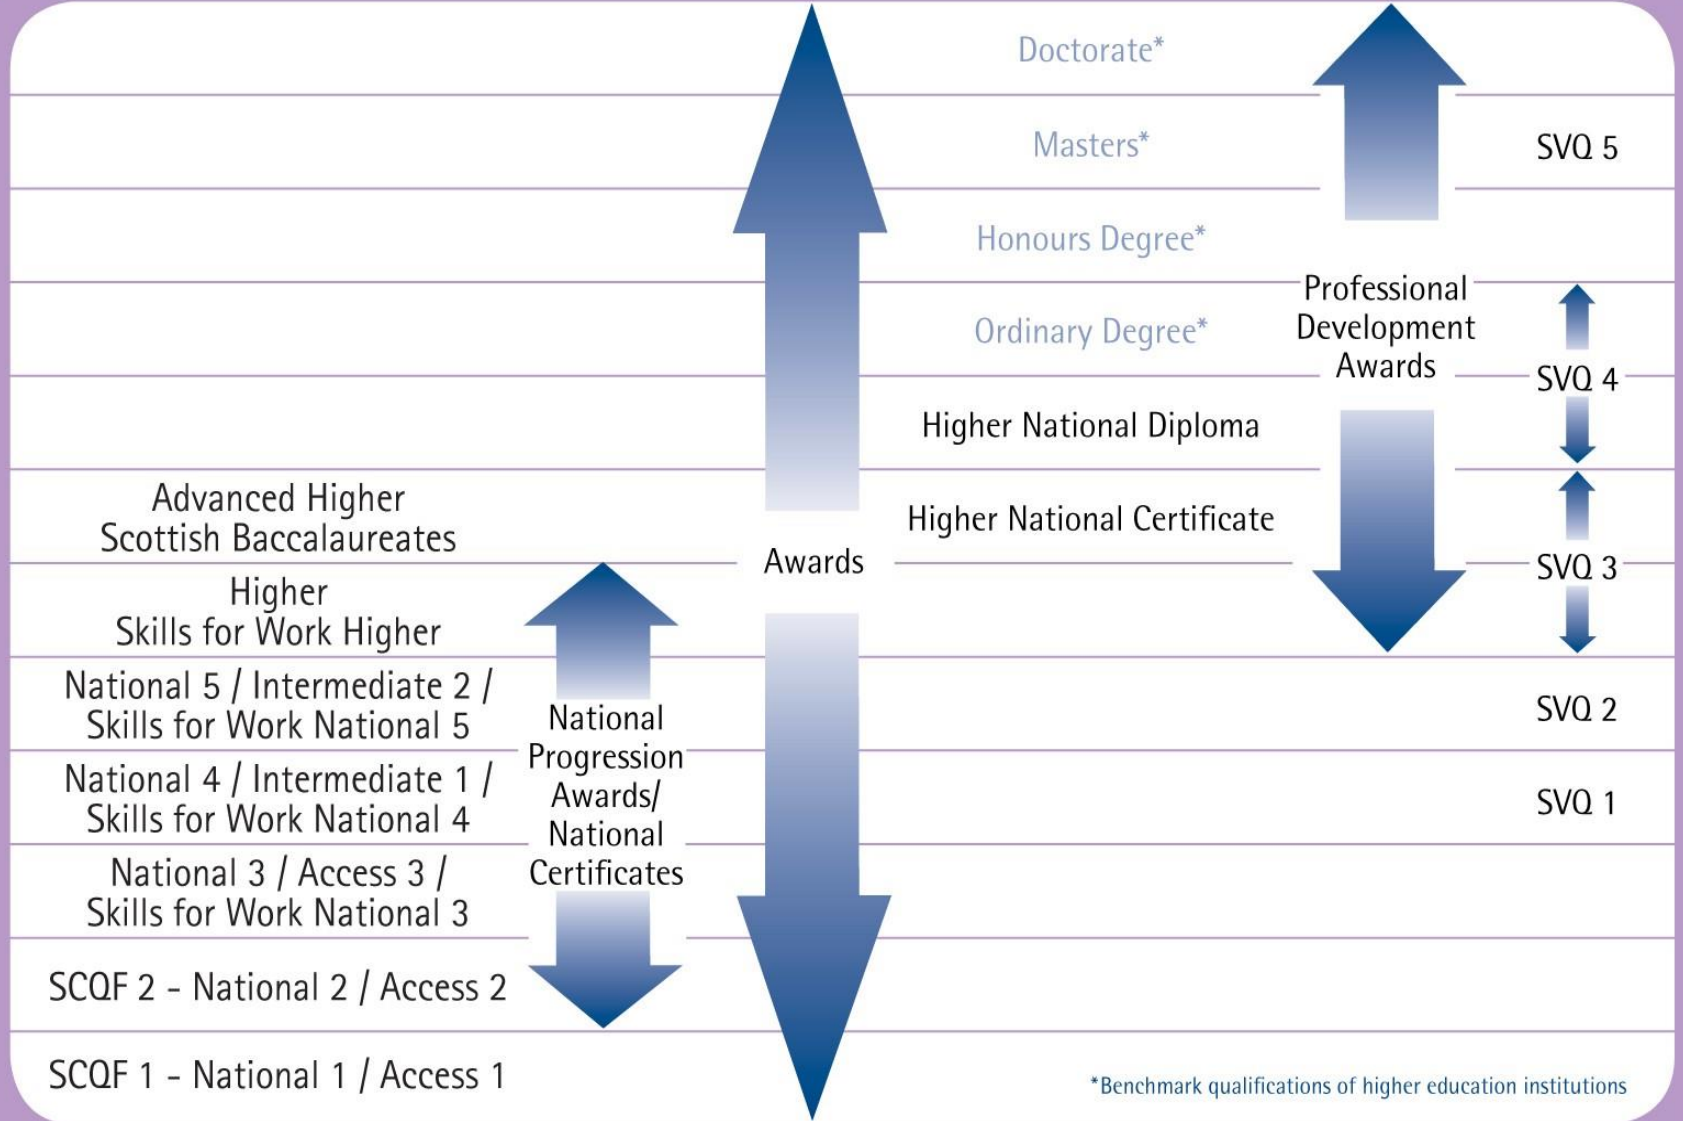 Doctorate*
Masters*
SVQ 5
Honours Degree*
Professional
Development
Awards
Ordinary Degree*
SVQ 4
Higher National Diploma
Advanced Higher
Scottish Baccalaureates
Higher National Certificate
Awards
SVQ 3
Higher
Skills for Work Higher
National 5 / Intermediate 2 /
Skills for Work National 5
SVQ 2
National
Progression
Awards/
National
Certificates
National 4 / Intermediate 1 /
Skills for Work National 4
SVQ 1
National 3 / Access 3 /
Skills for Work National 3
SCQF 2 - National 2 / Access 2
SCQF 1 - National 1 / Access 1
*Benchmark qualifications of higher education institutions